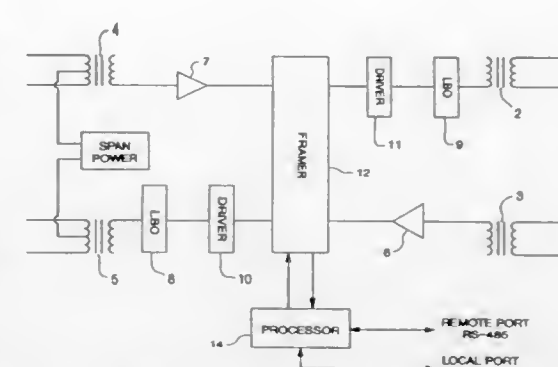 4
7
2
SPAN
POWER
FRAMER
DRIVER
LBO
11
9
12
3
LBO
DRIVER
5
8
10
6
PROCESSOR
14
REMOTE PORT
RS-485
LOCAL PORT